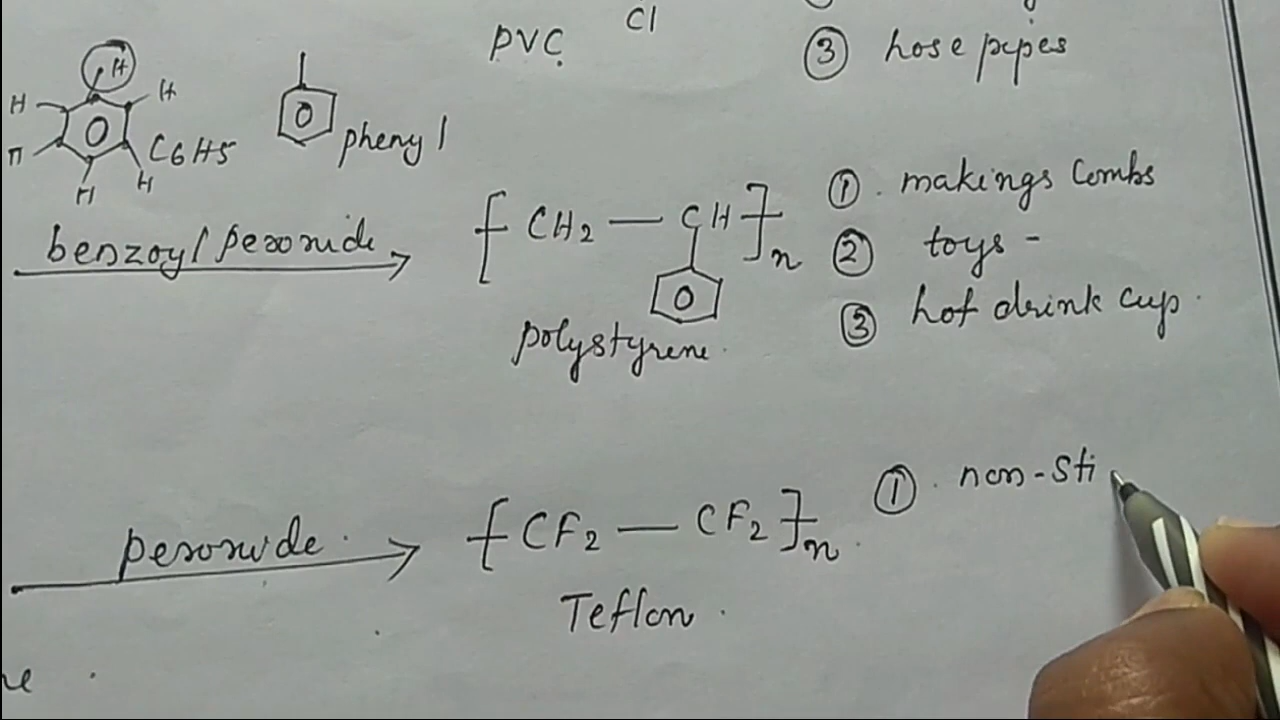 Cl
PVC
③ hose pipes
H
H
H
C6H5
H
H
phenyl
benzoyl peroxide
[ CH2 — CH ]n
polystyrene
① makings Combs
② toys -
③ hot drink cup.
peroxide.
[ CF2 — CF2 ]n.
Teflon.
① non-sti